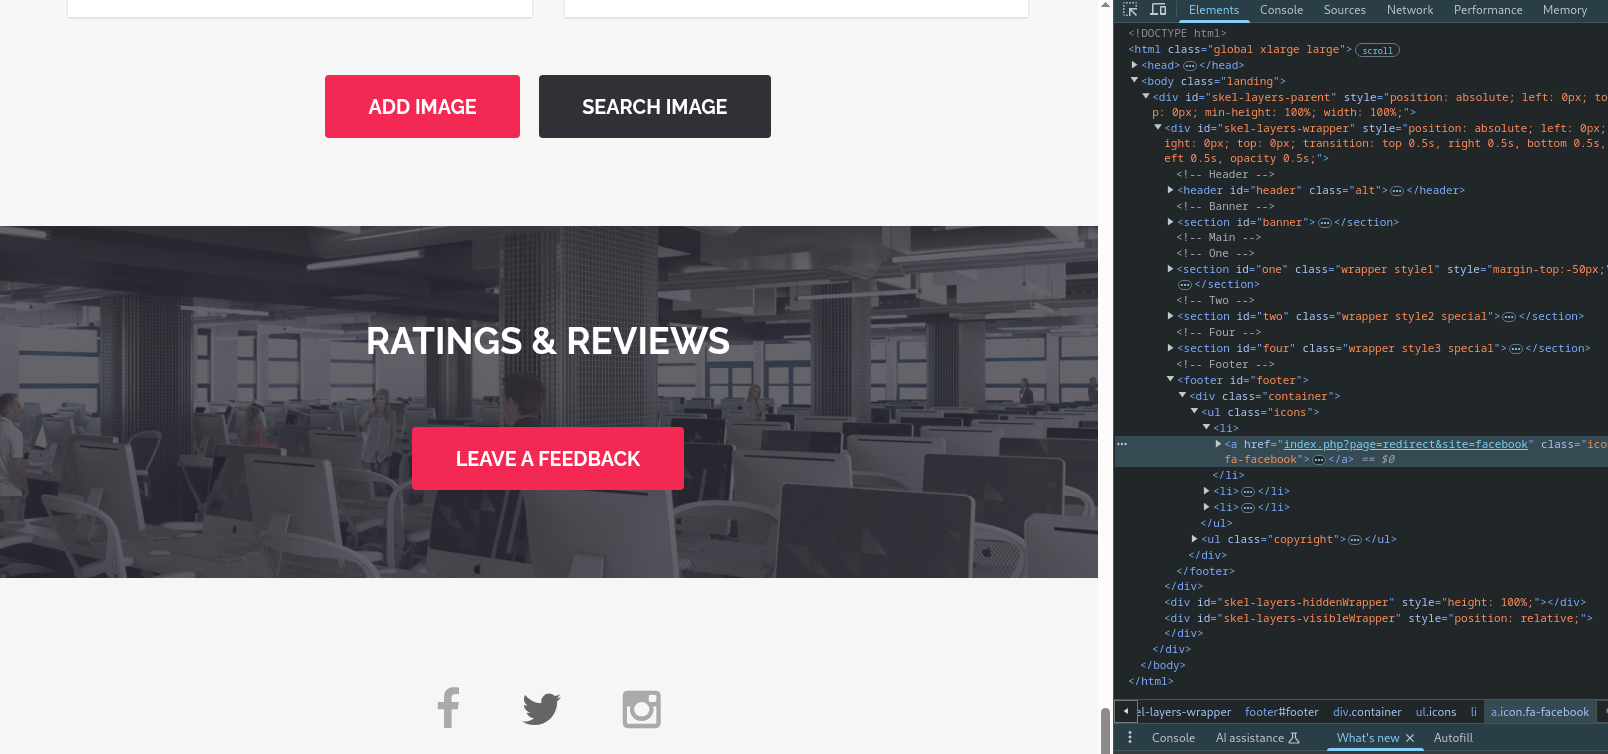 ADD IMAGE
SEARCH IMAGE
RATINGS & REVIEWS
LEAVE A FEEDBACK
Elements Console Sources Network Performance Memory
<!DOCTYPE html>
<html class="global xlarge large"> scroll
<head> ••• </head>
<body class="landing">
<div id="skel-layers-parent" style="position: absolute; left: 0px; to
p: 0px; min-height: 100%; width: 100%;">
<div id="skel-layers-wrapper" style="position: absolute; left: 0px;
ight: 0px; top: 0px; transition: top 0.5s, right 0.5s, bottom 0.5s,
eft 0.5s, opacity 0.5s;">
<!-- Header -->
<header id="header" class="alt"> ••• </header>
<!-- Banner -->
<section id="banner"> ••• </section>
<!-- Main -->
<!-- One -->
<section id="one" class="wrapper style1" style="margin-top:-50px;"
••• </section>
<!-- Two -->
<section id="two" class="wrapper style2 special"> ••• </section>
<!-- Four -->
<section id="four" class="wrapper style3 special"> ••• </section>
<!-- Footer -->
<footer id="footer">
<div class="container">
<ul class="icons">
<li>
<a href="index.php?page=redirect&site=facebook" class="ico
fa-facebook"> ••• </a> == $0
</li>
<li> ••• </li>
<li> ••• </li>
</ul>
<ul class="copyright"> ••• </ul>
</div>
</footer>
</div>
<div id="skel-layers-hiddenWrapper" style="height: 100%;"></div>
<div id="skel-layers-visibleWrapper" style="position: relative;">
</div>
</div>
</body>
</html>
el-layers-wrapper footer#footer div.container ul.icons li a.icon.fa-facebook
Console AI assistance What's new Autofill